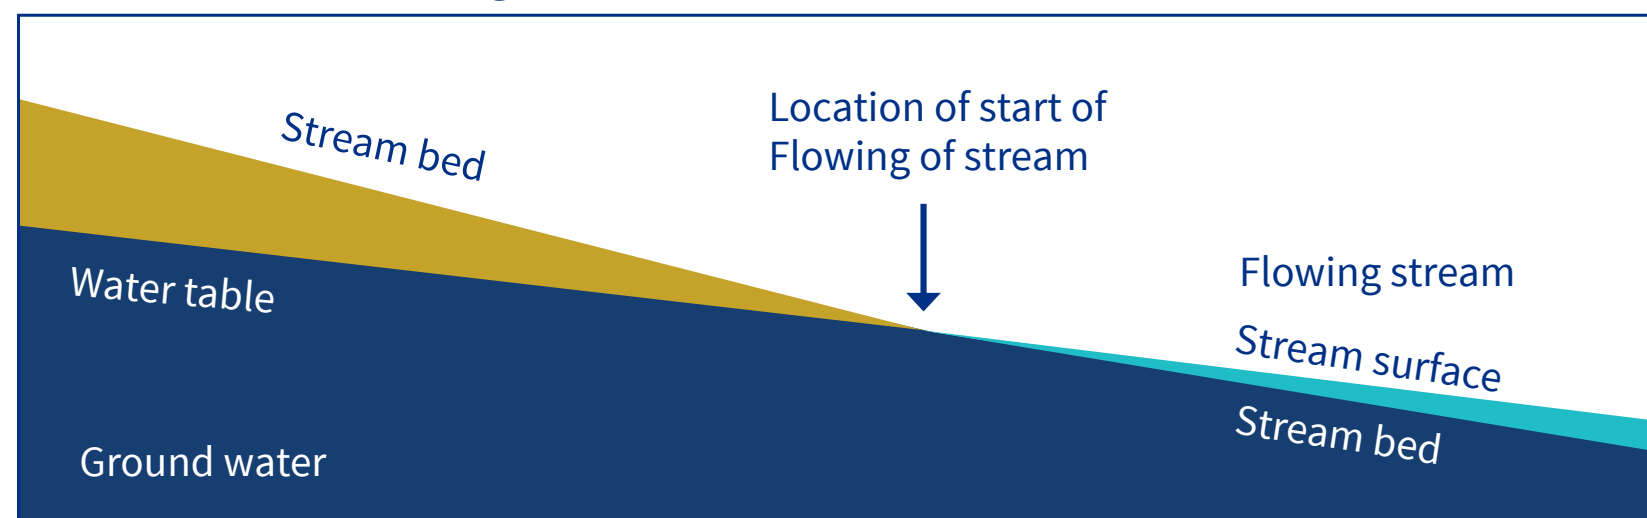 Stream bed
Location of start of
Flowing of stream
Water table
Flowing stream
Stream surface
Stream bed
Ground water